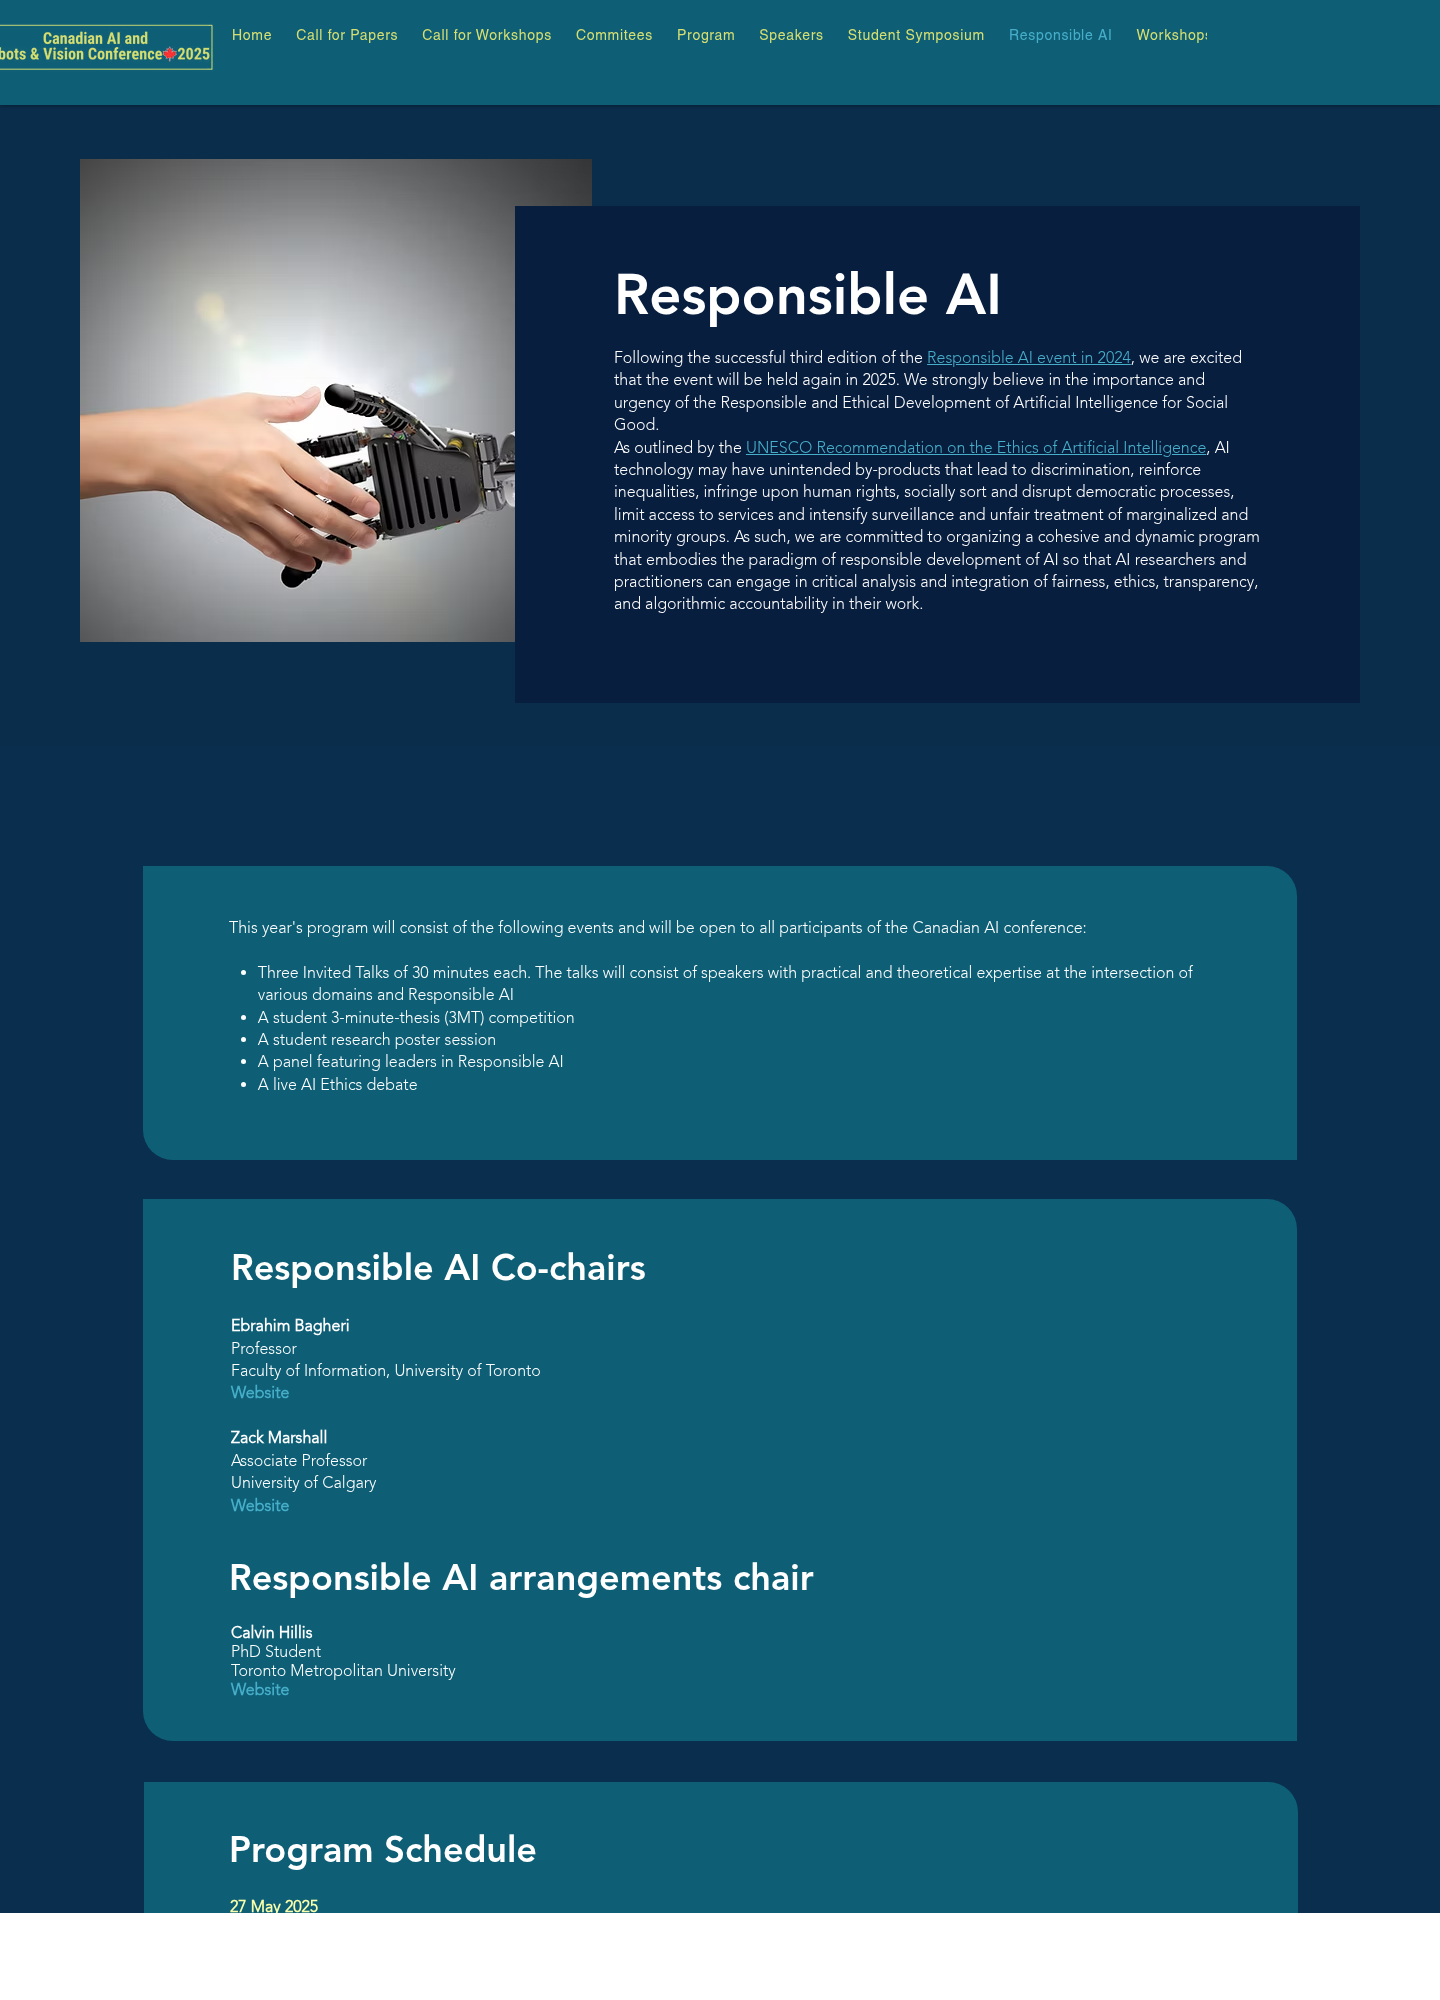 Canadian AI and
bots & Vision Conference 2025
Home
Call for Papers
Call for Workshops
Commitees
Program
Speakers
Student Symposium
Responsible AI
Workshops
Responsible AI
Following the successful third edition of the Responsible AI event in 2024, we are excited
that the event will be held again in 2025. We strongly believe in the importance and
urgency of the Responsible and Ethical Development of Artificial Intelligence for Social
Good.
As outlined by the UNESCO Recommendation on the Ethics of Artificial Intelligence, AI
technology may have unintended by-products that lead to discrimination, reinforce
inequalities, infringe upon human rights, socially sort and disrupt democratic processes,
limit access to services and intensify surveillance and unfair treatment of marginalized and
minority groups. As such, we are committed to organizing a cohesive and dynamic program
that embodies the paradigm of responsible development of AI so that AI researchers and
practitioners can engage in critical analysis and integration of fairness, ethics, transparency,
and algorithmic accountability in their work.
This year's program will consist of the following events and will be open to all participants of the Canadian AI conference:
• Three Invited Talks of 30 minutes each. The talks will consist of speakers with practical and theoretical expertise at the intersection of
various domains and Responsible AI
• A student 3-minute-thesis (3MT) competition
• A student research poster session
• A panel featuring leaders in Responsible AI
• A live AI Ethics debate
Responsible AI Co-chairs
Ebrahim Bagheri
Professor
Faculty of Information, University of Toronto
Website
Zack Marshall
Associate Professor
University of Calgary
Website
Responsible AI arrangements chair
Calvin Hillis
PhD Student
Toronto Metropolitan University
Website
Program Schedule
27 May 2025